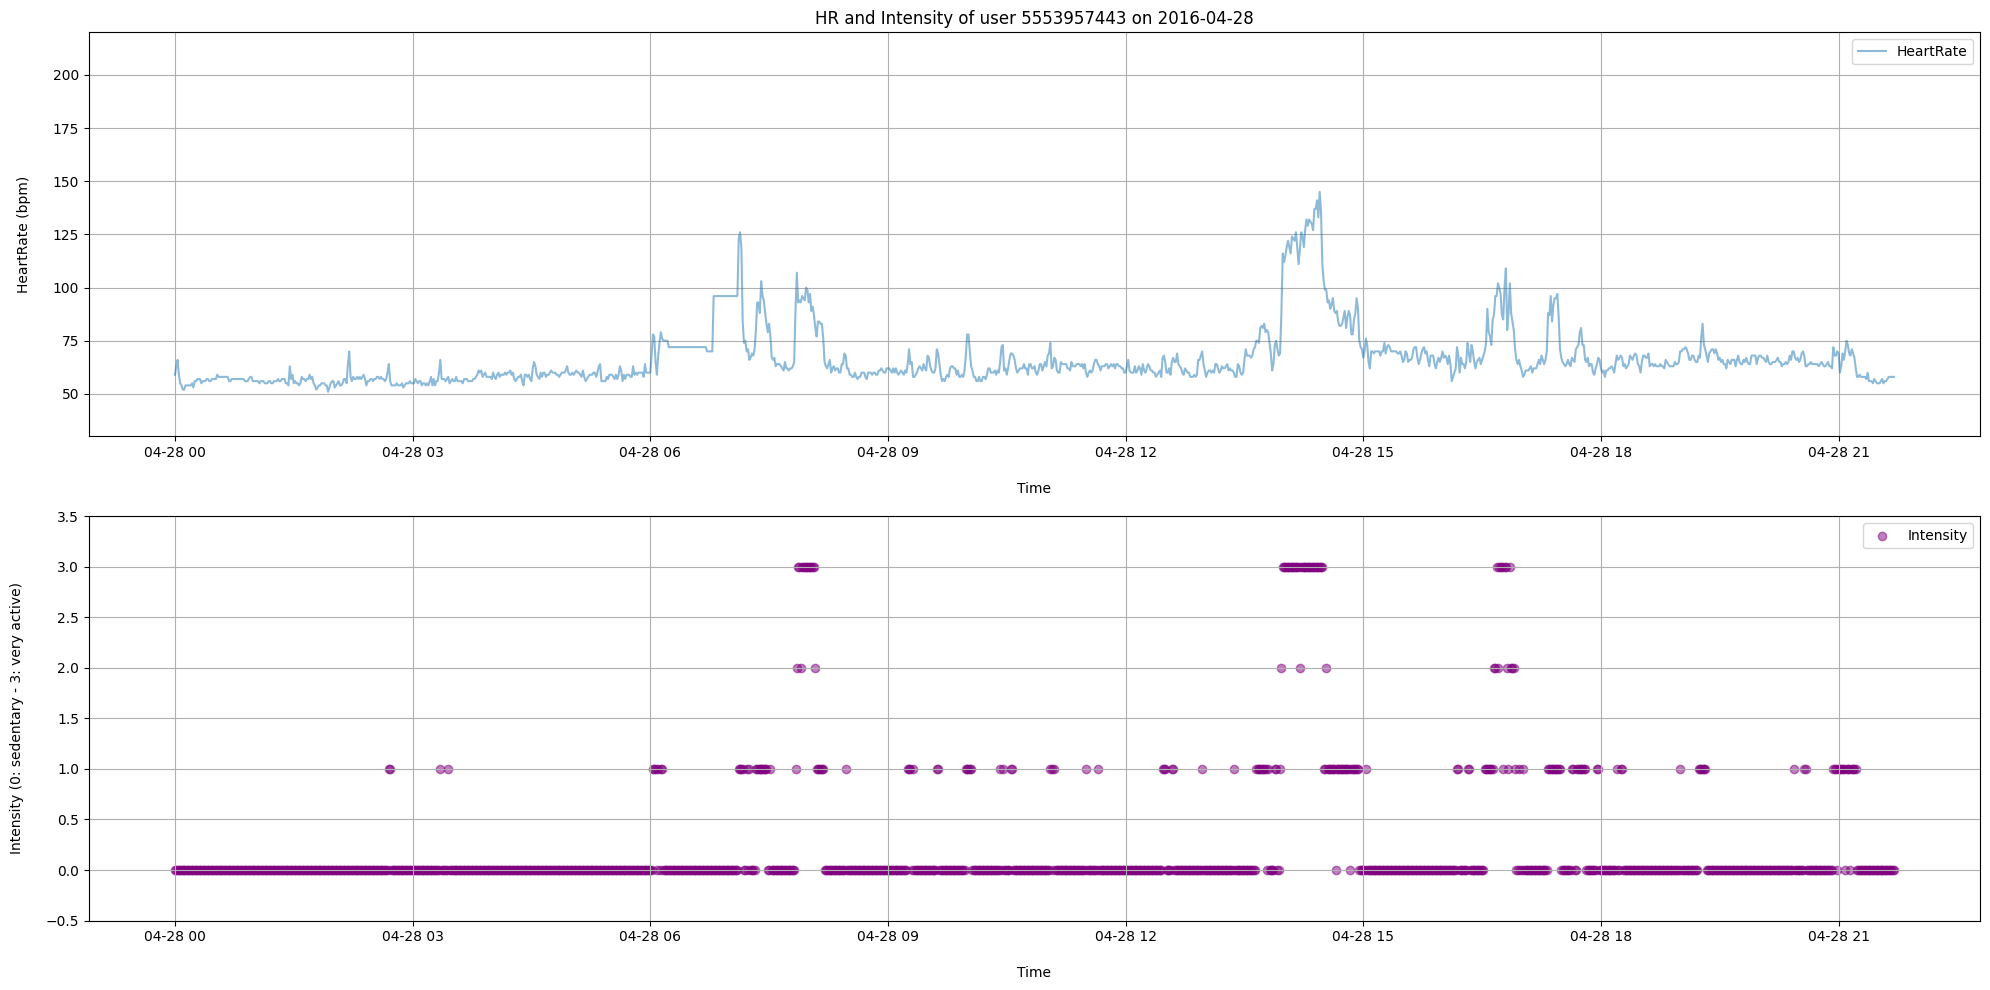 HR and Intensity of user 5553957443 on 2016-04-28
HeartRate
200
175
150
125
100
75
50
HeartRate (bpm)
04-28 00 04-28 03 04-28 06 04-28 09 04-28 12 04-28 15 04-28 18 04-28 21
Time
Intensity
3.5
3.0
2.5
2.0
1.5
1.0
0.5
0.0
−0.5
Intensity (0: sedentary - 3: very active)
04-28 00 04-28 03 04-28 06 04-28 09 04-28 12 04-28 15 04-28 18 04-28 21
Time